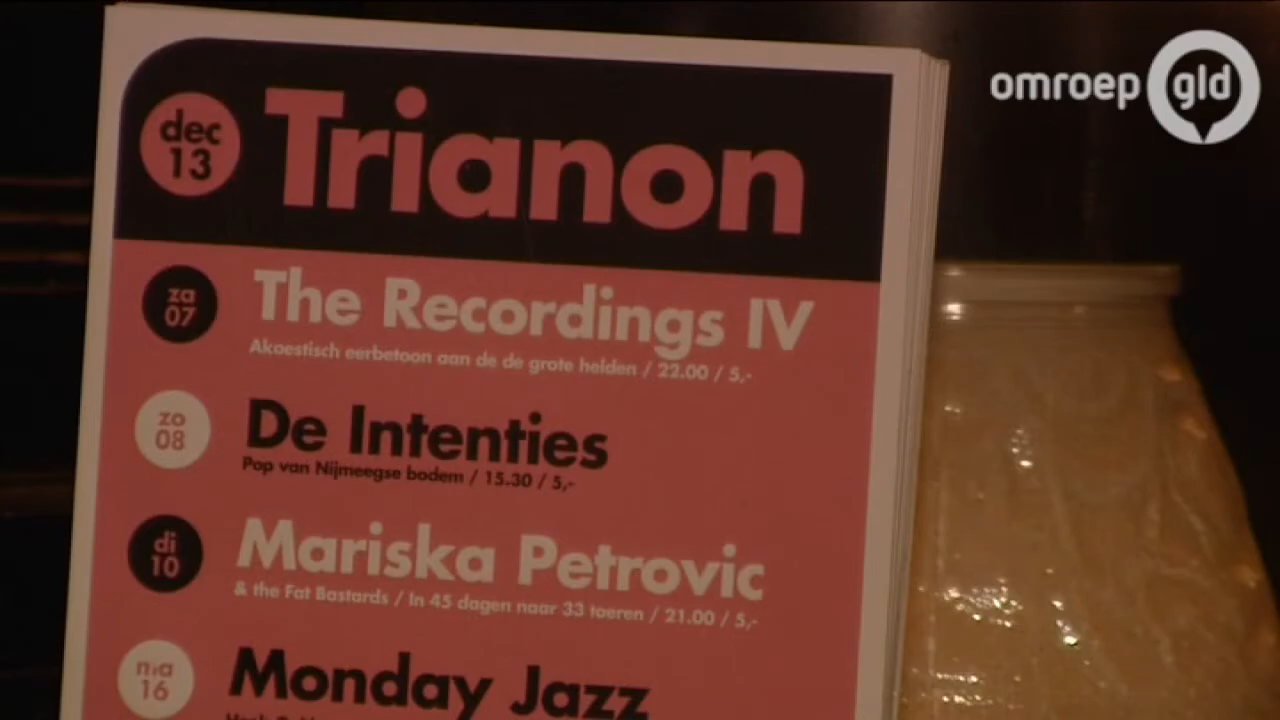 omroep gld
dec
13
Trianon
za
07
The Recordings IV
Akoestisch eerbetoon aan de de grote helden / 22.00 / 5,-
zo
08
De Intenties
Pop van Nijmeegse bodem / 15.30 / 5,-
di
10
Mariska Petrovic
& the Fat Bastards / In 45 dagen naar 33 toeren / 21.00 / 5,-
ma
16
Monday Jazz